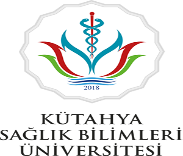 2018
KÜTAHYA
SAĞLIK BİLİMLERİ
ÜNİVERSİTESİ